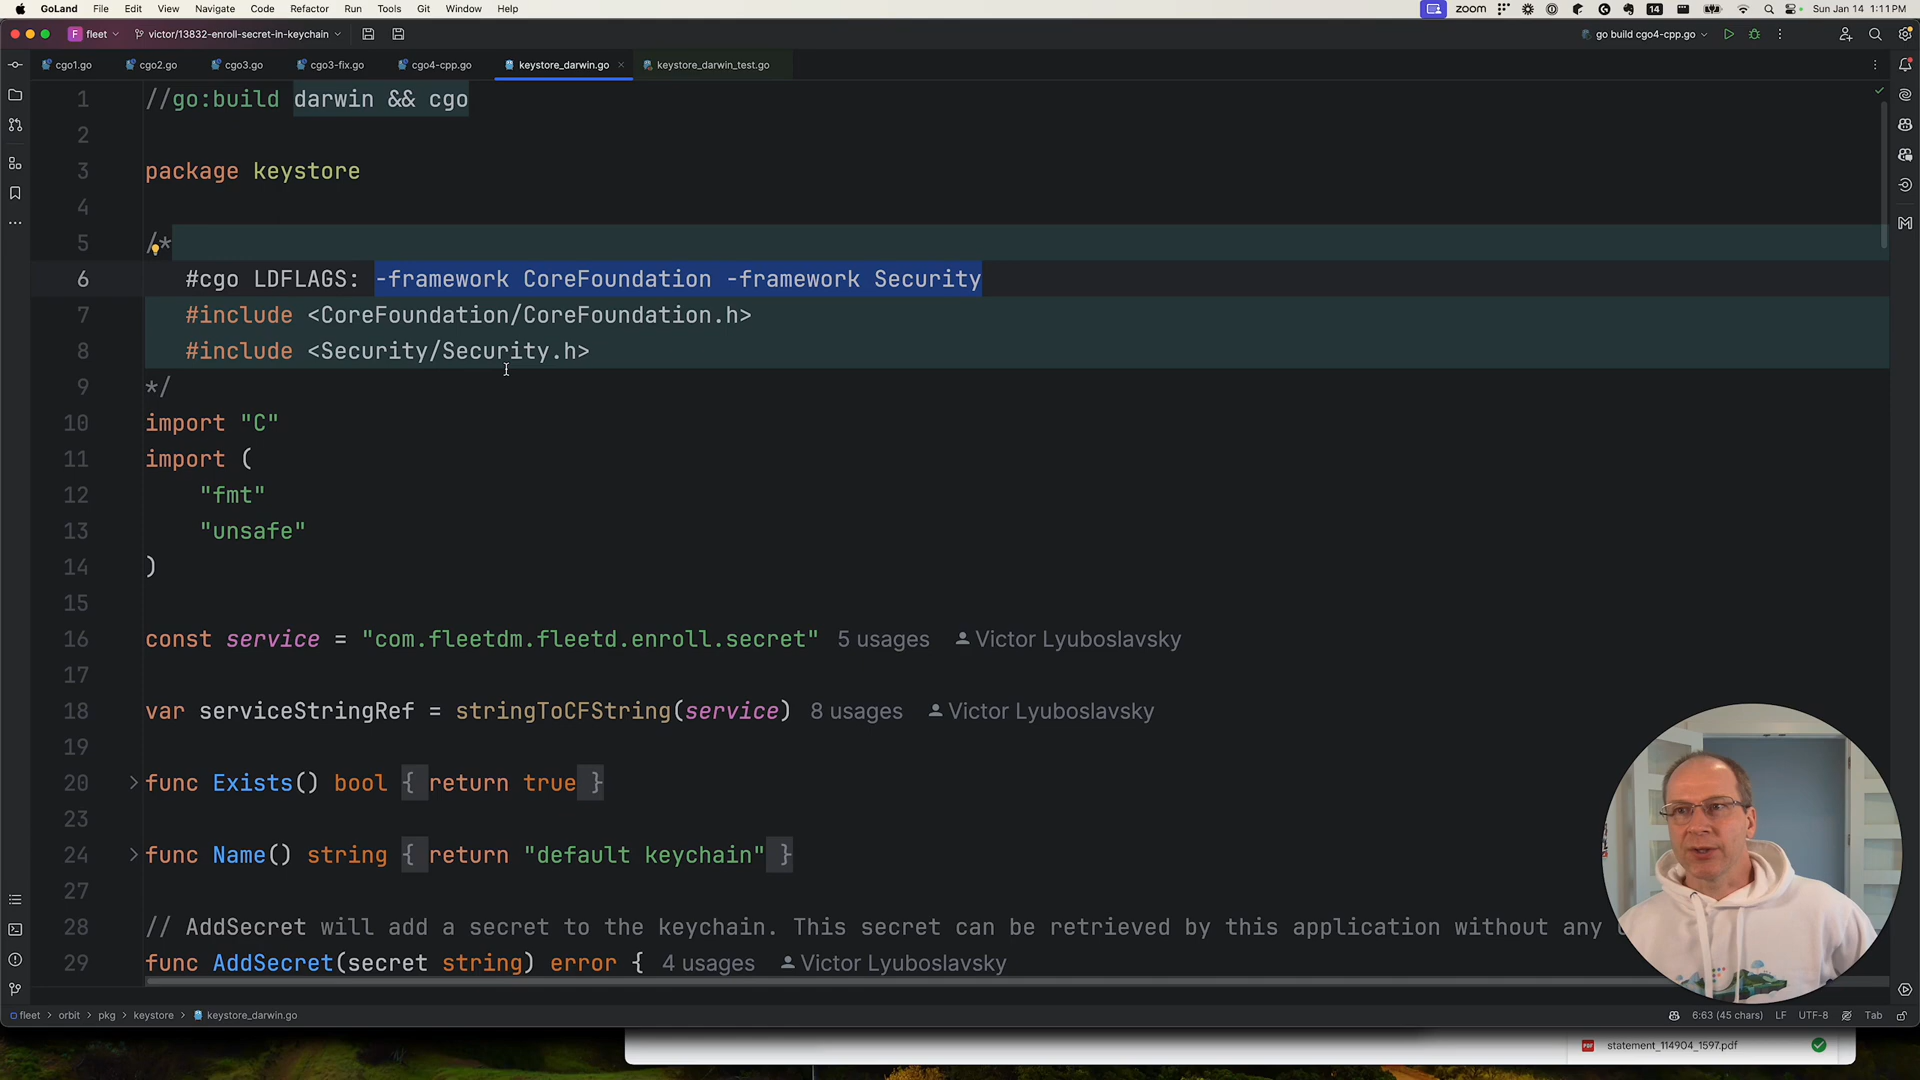 GoLand File Edit View Navigate Code Refactor Run Tools Git Window Help
zoom 14 Sun Jan 14 1:11 PM
F fleet victor/13832-enroll-secret-in-keychain go build cgo4-cpp.go
cgo1.go cgo2.go cgo3.go cgo3-fix.go cgo4-cpp.go keystore_darwin.go keystore_darwin_test.go
1 //go:build darwin && cgo
2
3 package keystore
4
5 /*
6 #cgo LDFLAGS: -framework CoreFoundation -framework Security
7 #include <CoreFoundation/CoreFoundation.h>
8 #include <Security/Security.h>
9 */
10 import "C"
11 import (
12 "fmt"
13 "unsafe"
14 )
15
16 const service = "com.fleetdm.fleetd.enroll.secret" 5 usages Victor Lyuboslavsky
17
18 var serviceStringRef = stringToCFString(service) 8 usages Victor Lyuboslavsky
19
20 func Exists() bool { return true }
23
24 func Name() string { return "default keychain" }
27
28 // AddSecret will add a secret to the keychain. This secret can be retrieved by this application without any
29 func AddSecret(secret string) error { 4 usages Victor Lyuboslavsky
fleet orbit pkg keystore keystore_darwin.go 6:63 (45 chars) LF UTF-8 Tab
PDF statement_114904_1597.pdf